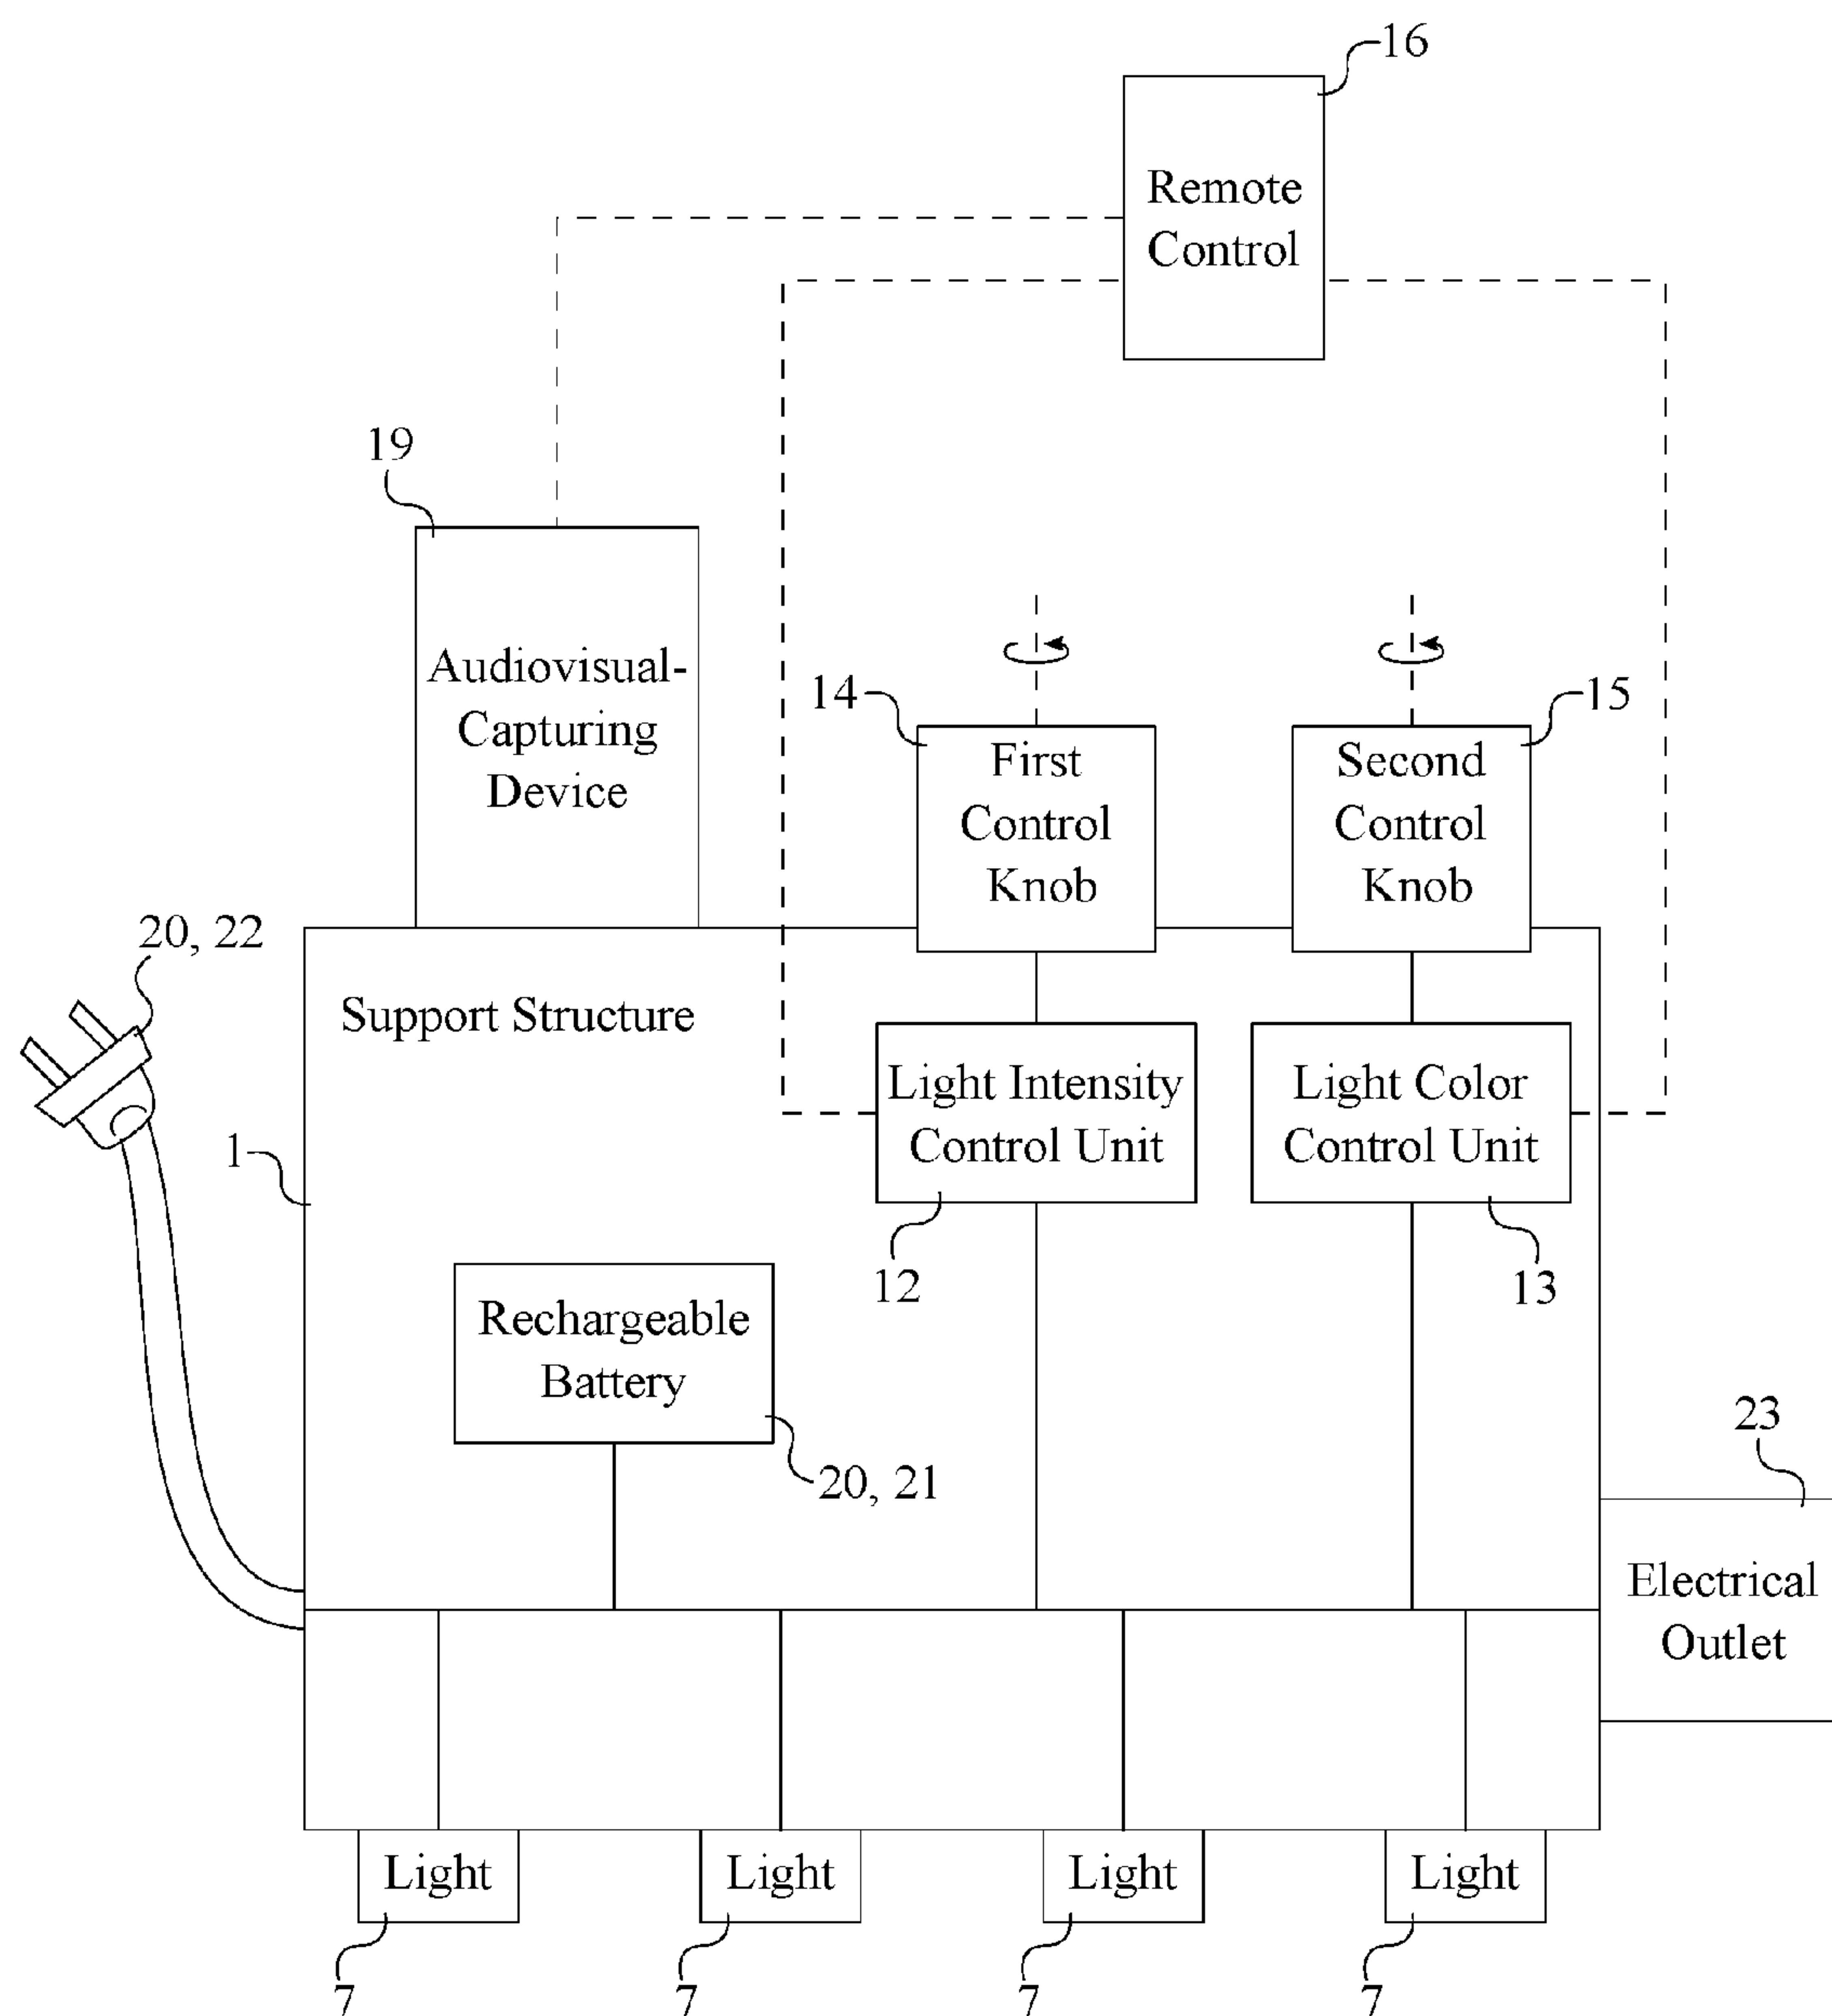 16
Remote
Control
19
Audiovisual-
Capturing
Device
14
First
Control
Knob
15
Second
Control
Knob
20, 22
Support Structure
1
Light Intensity
Control Unit
12
Light Color
Control Unit
13
Rechargeable
Battery
20, 21
23
Electrical
Outlet
Light
Light
Light
Light
7
7
7
7